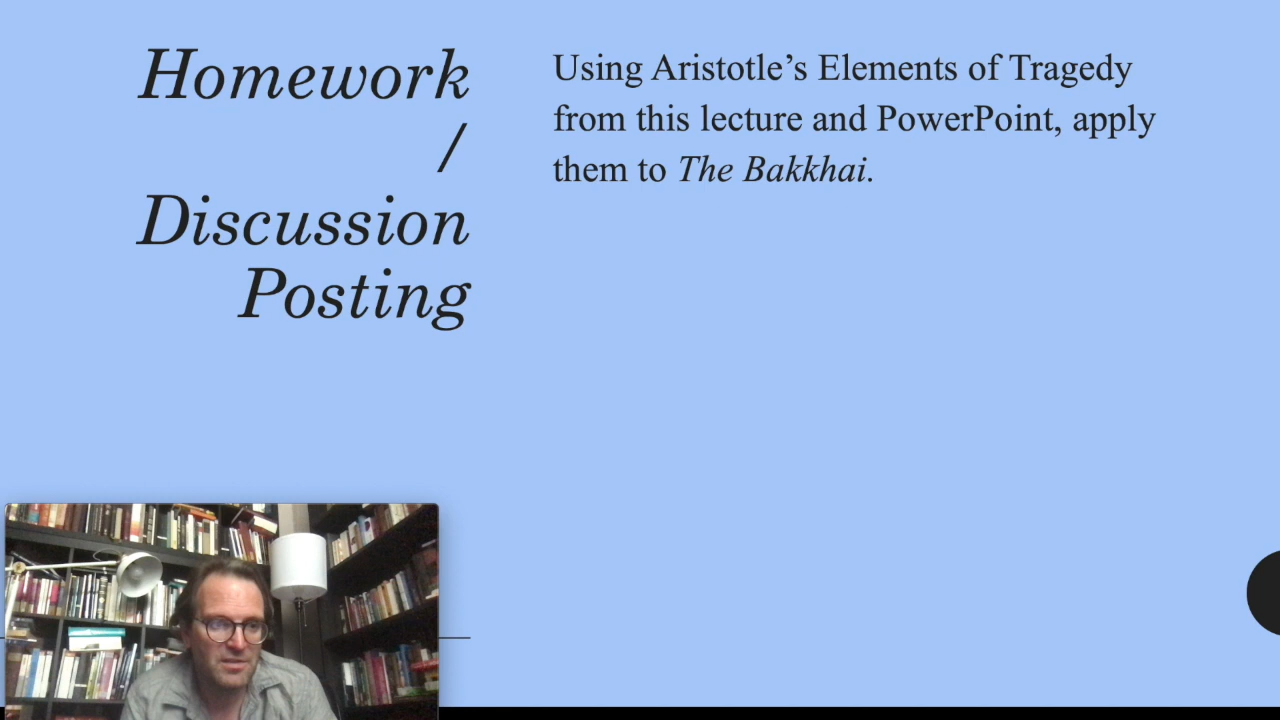 Homework
/
Discussion
Posting
Using Aristotle’s Elements of Tragedy
from this lecture and PowerPoint, apply
them to The Bakkhai.